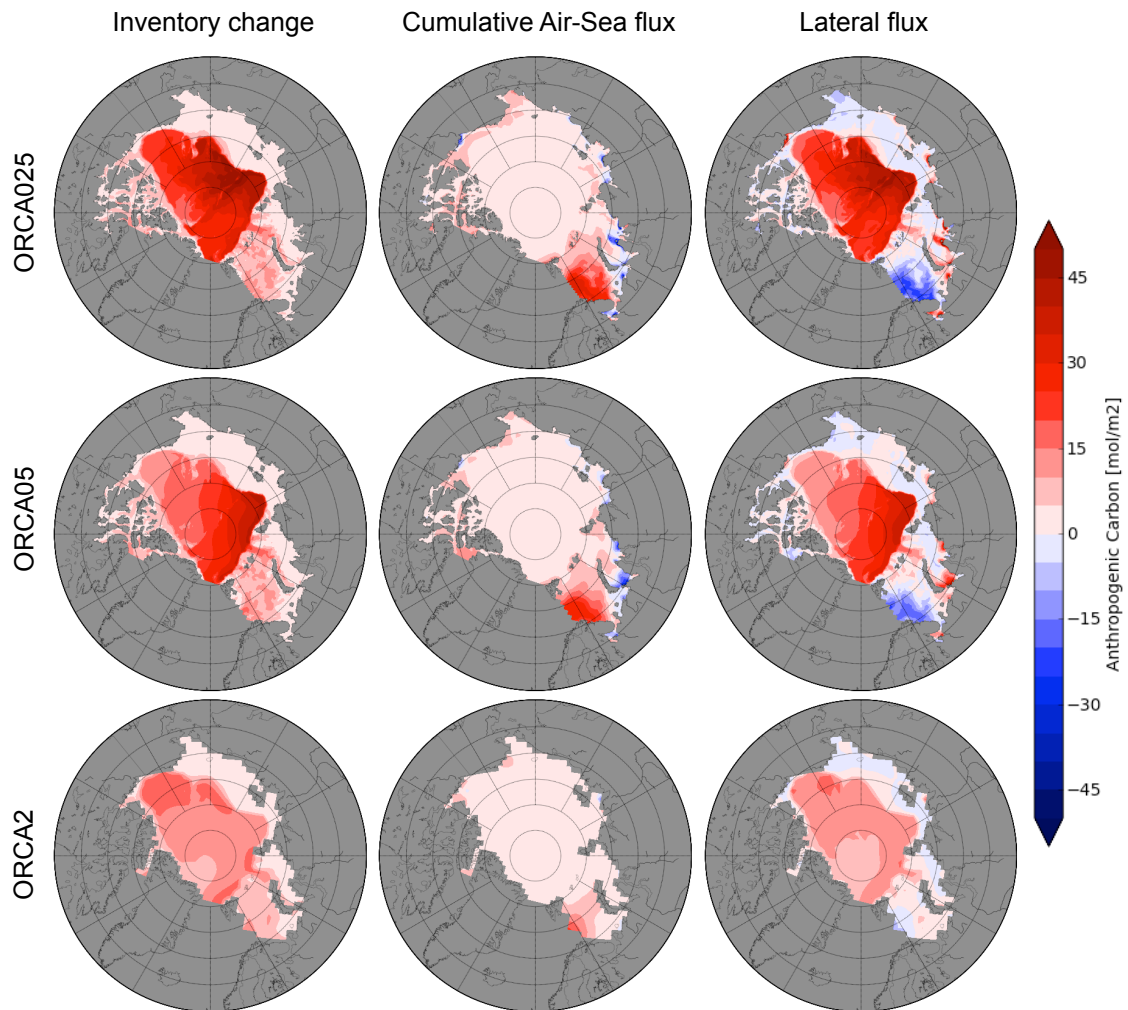 Inventory change Cumulative Air-Sea flux Lateral flux
ORCA025
ORCA05
ORCA2
45
30
15
0
−15
−30
−45
Anthropogenic Carbon [mol/m2]